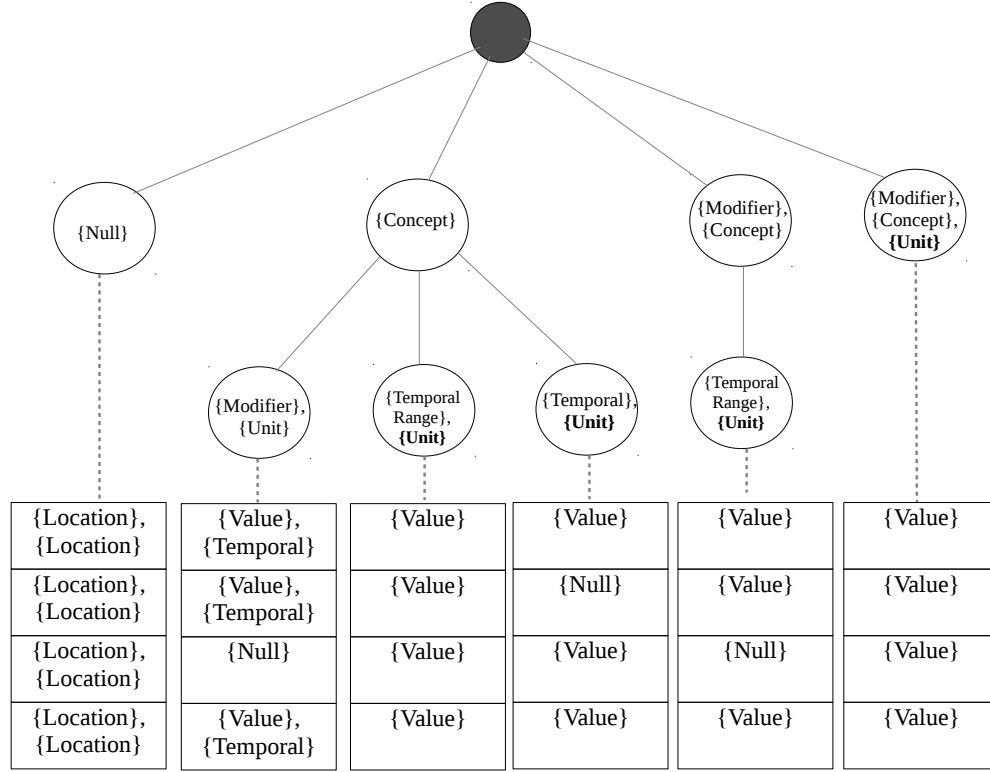 {Null}
{Concept}
{Modifier},
{Concept}
{Modifier},
{Concept},
{Unit}
{Modifier},
{Unit}
{Temporal
Range},
{Unit}
{Temporal},
{Unit}
{Temporal
Range},
{Unit}
{Location},
{Location}
{Value},
{Temporal}
{Value}
{Value}
{Value}
{Value}
{Location},
{Location}
{Value},
{Temporal}
{Value}
{Null}
{Value}
{Value}
{Location},
{Location}
{Null}
{Value}
{Value}
{Null}
{Value}
{Location},
{Location}
{Value},
{Temporal}
{Value}
{Value}
{Value}
{Value}